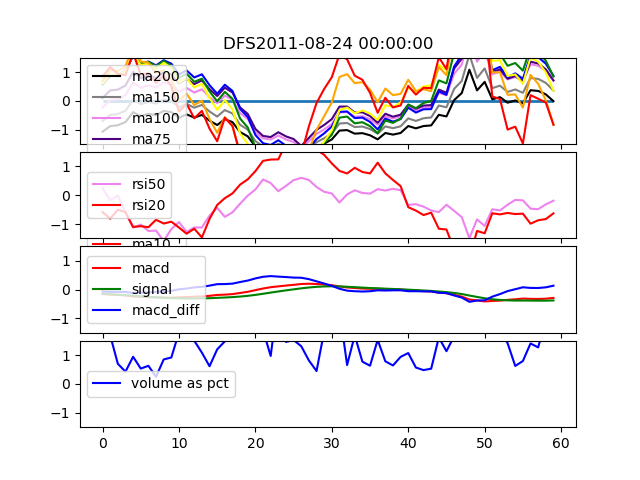 DFS2011-08-24 00:00:00
1
0
−1
ma200
ma150
ma100
ma75
1
0
−1
rsi50
rsi20
ma10
1
0
−1
macd
signal
macd_diff
1
0
−1
volume as pct
0 10 20 30 40 50 60